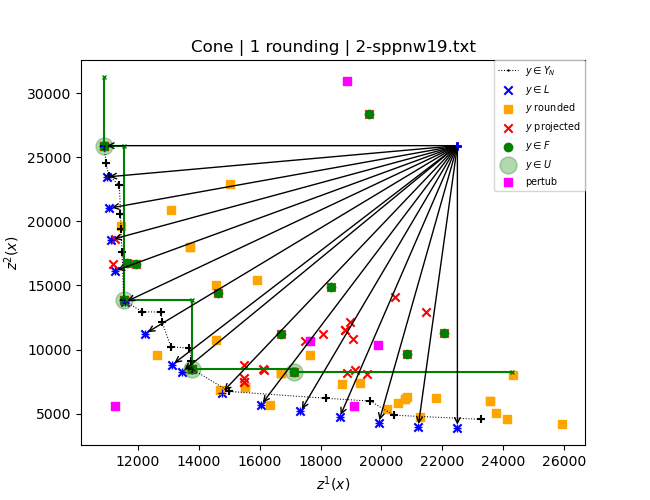 Cone | 1 rounding | 2-sppnw19.txt
y ∈ Y_N
y ∈ L
y rounded
y projected
y ∈ F
y ∈ U
pertub
30000
25000
20000
15000
10000
5000
z²(x)
12000 14000 16000 18000 20000 22000 24000 26000
z¹(x)